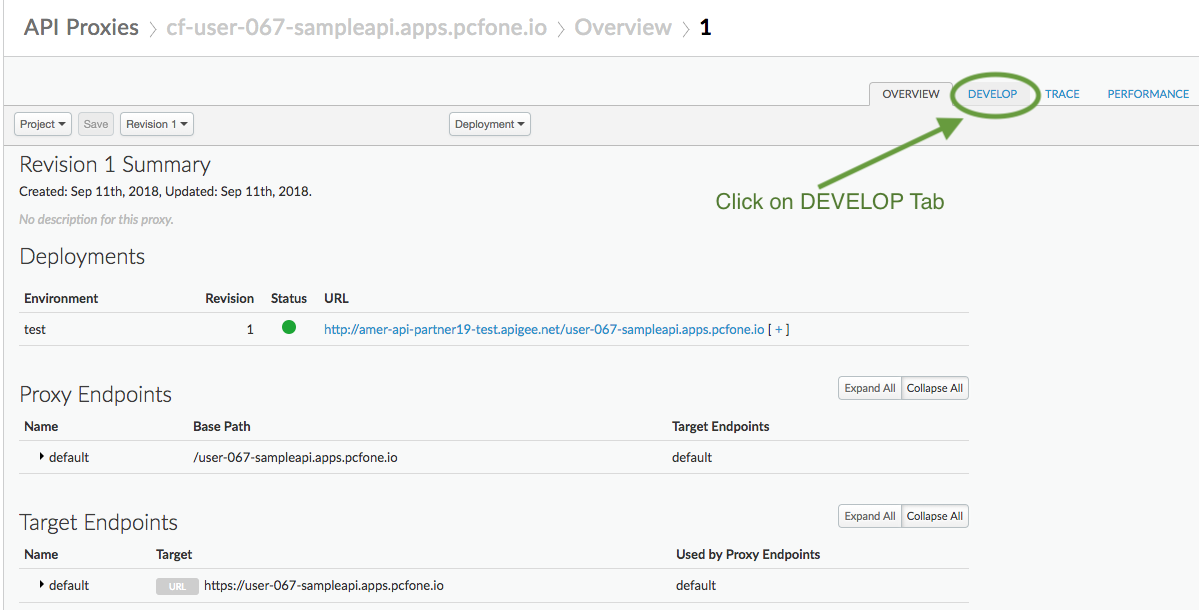 API Proxies > cf-user-067-sampleapi.apps.pcfone.io > Overview > 1
OVERVIEW DEVELOP TRACE PERFORMANCE
Project Save Revision 1 Deployment
Revision 1 Summary
Created: Sep 11th, 2018, Updated: Sep 11th, 2018.
Click on DEVELOP Tab
No description for this proxy.
Deployments
Environment Revision Status URL
test 1 http://amer-api-partner19-test.apigee.net/user-067-sampleapi.apps.pcfone.io [ + ]
Proxy Endpoints Expand All Collapse All
Name Base Path Target Endpoints
default /user-067-sampleapi.apps.pcfone.io default
Target Endpoints Expand All Collapse All
Name Target Used by Proxy Endpoints
default URL https://user-067-sampleapi.apps.pcfone.io default